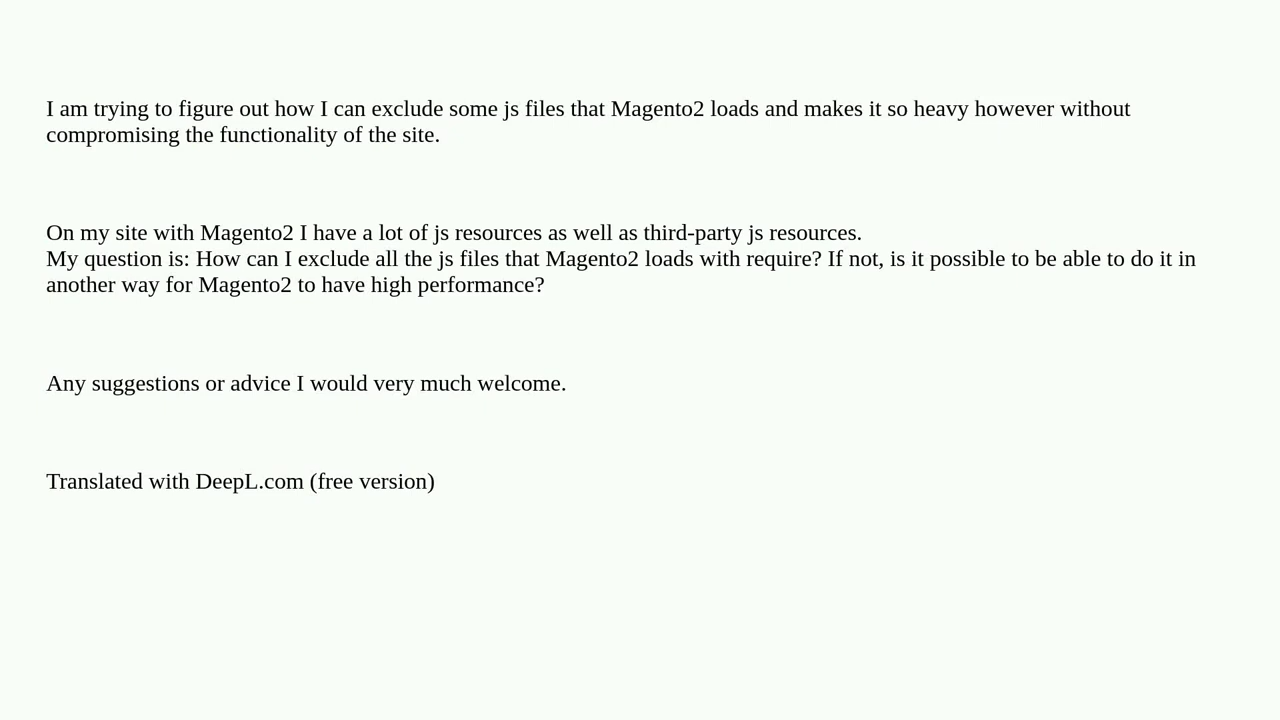 I am trying to figure out how I can exclude some js files that Magento2 loads and makes it so heavy however without
compromising the functionality of the site.
On my site with Magento2 I have a lot of js resources as well as third-party js resources.
My question is: How can I exclude all the js files that Magento2 loads with require? If not, is it possible to be able to do it in
another way for Magento2 to have high performance?
Any suggestions or advice I would very much welcome.
Translated with DeepL.com (free version)